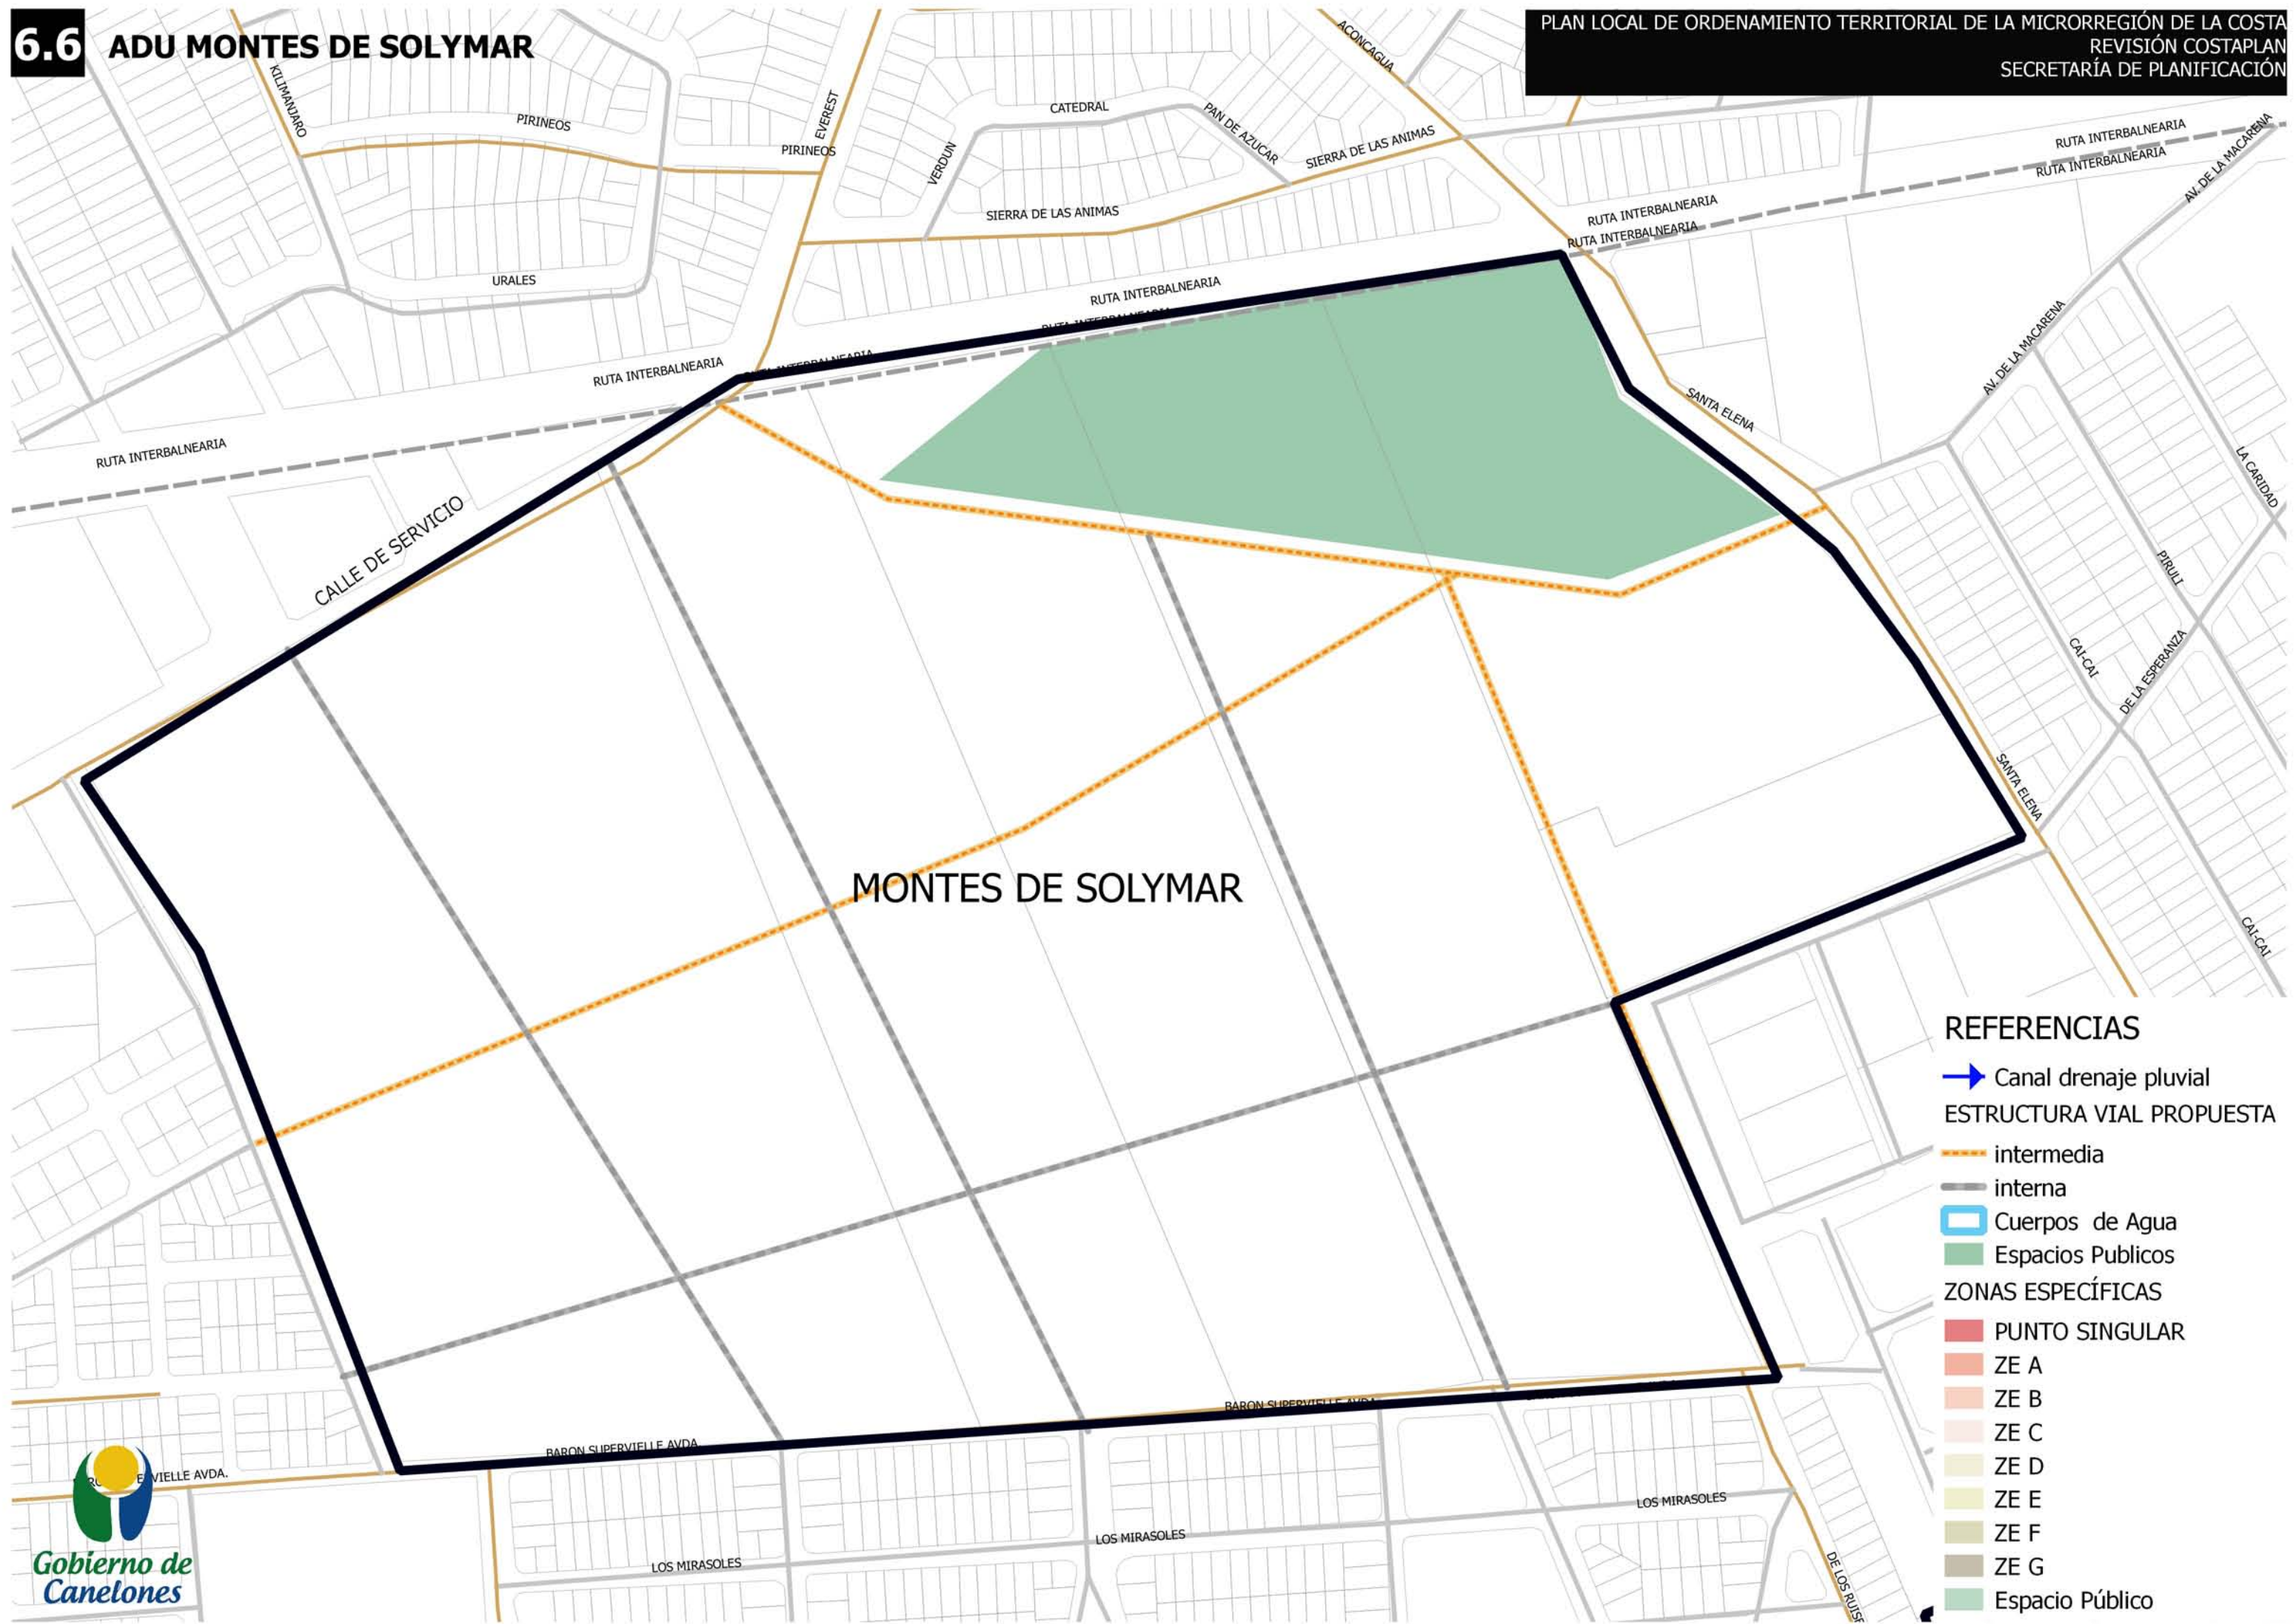 6.6 ADU MONTES DE SOLYMAR
PLAN LOCAL DE ORDENAMIENTO TERRITORIAL DE LA MICRORREGIÓN DE LA COSTA
REVISIÓN COSTAPLAN
SECRETARÍA DE PLANIFICACIÓN
KILIMANJARO
PIRINEOS
EVEREST
PIRINEOS
VERDUN
CATEDRAL
PAN DE AZUCAR
SIERRA DE LAS ANIMAS
ACONCAGUA
SIERRA DE LAS ANIMAS
URALES
RUTA INTERBALNEARIA
RUTA INTERBALNEARIA
AV. DE LA MACARENA
RUTA INTERBALNEARIA
RUTA INTERBALNEARIA
RUTA INTERBALNEARIA
RUTA INTERBALNEARIA
RUTA INTERBALNEARIA
RUTA INTERBALNEARIA
RUTA INTERBALNEARIA
AV. DE LA MACARENA
SANTA ELENA
LA CARIDAD
CALLE DE SERVICIO
PIRULI
CAI-CAI
DE LA ESPERANZA
SANTA ELENA
MONTES DE SOLYMAR
CAI-CAI
REFERENCIAS
Canal drenaje pluvial
ESTRUCTURA VIAL PROPUESTA
intermedia
interna
Cuerpos de Agua
Espacios Publicos
ZONAS ESPECÍFICAS
PUNTO SINGULAR
ZE A
ZE B
ZE C
ZE D
ZE E
ZE F
ZE G
Espacio Público
BARON SUPERVIELLE AVDA.
BARON SUPERVIELLE AVDA.
AVDA.
LOS MIRASOLES
LOS MIRASOLES
LOS MIRASOLES
DE LOS
Gobierno de
Canelones